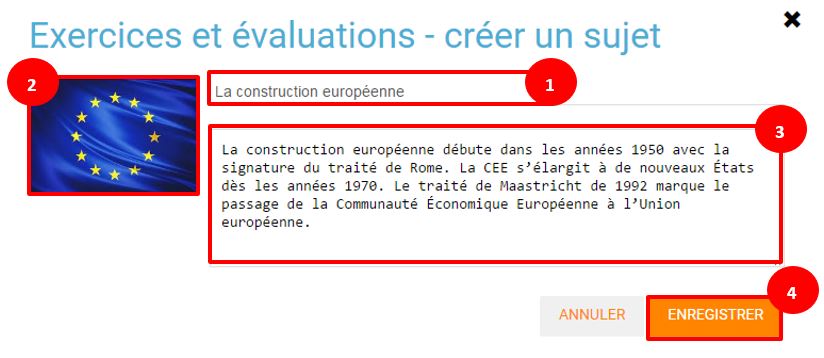 Exercices et évaluations - créer un sujet
2
La construction européenne
1
3
La construction européenne débute dans les années 1950 avec la
signature du traité de Rome. La CEE s’élargit à de nouveaux États
dès les années 1970. Le traité de Maastricht de 1992 marque le
passage de la Communauté Économique Européenne à l’Union
européenne.
4
ANNULER
ENREGISTRER